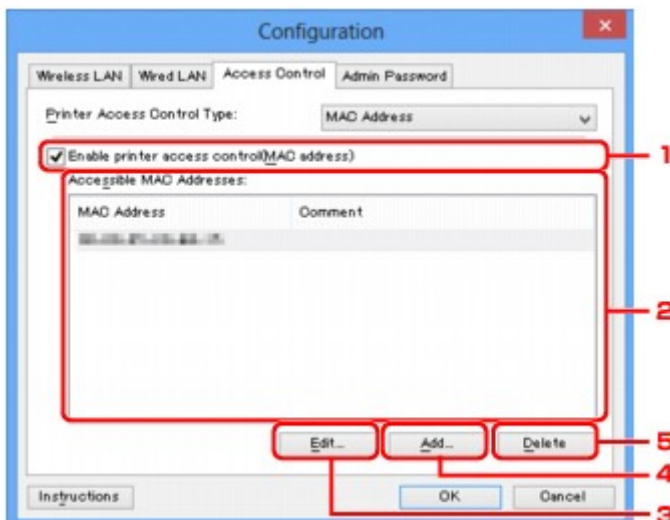 Configuration
Wireless LAN Wired LAN Access Control Admin Password
Printer Access Control Type: MAC Address
Enable printer access control(MAC address) 1
Accessible MAC Addresses:
MAC Address Comment
2
Edit... Add... Delete 5
4
Instructions OK Cancel
3